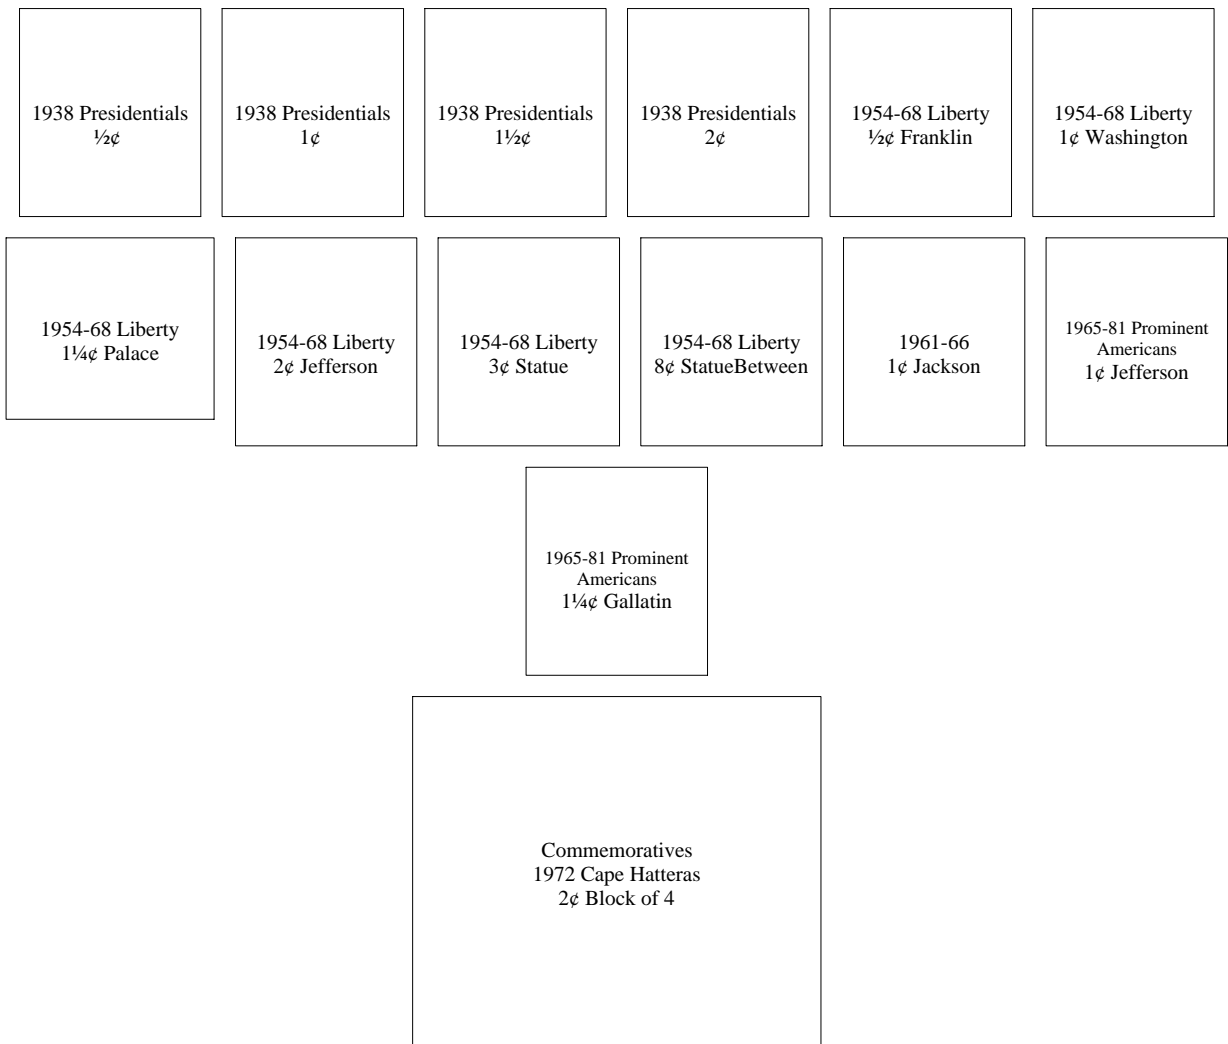 1938 Presidentials
½¢
1938 Presidentials
1¢
1938 Presidentials
1½¢
1938 Presidentials
2¢
1954-68 Liberty
½¢ Franklin
1954-68 Liberty
1¢ Washington
1954-68 Liberty
1¼¢ Palace
1954-68 Liberty
2¢ Jefferson
1954-68 Liberty
3¢ Statue
1954-68 Liberty
8¢ StatueBetween
1961-66
1¢ Jackson
1965-81 Prominent
Americans
1¢ Jefferson
1965-81 Prominent
Americans
1¼¢ Gallatin
Commemoratives
1972 Cape Hatteras
2¢ Block of 4